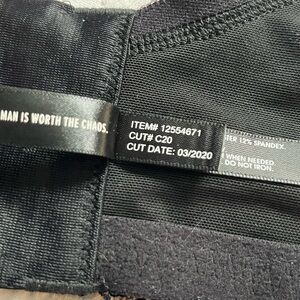 MAN IS WORTH THE CHAOS.
ITEM# 12554671
CUT# C20
CUT DATE: 03/2020
12% SPANDEX.
WHEN NEEDED.
DO NOT IRON.